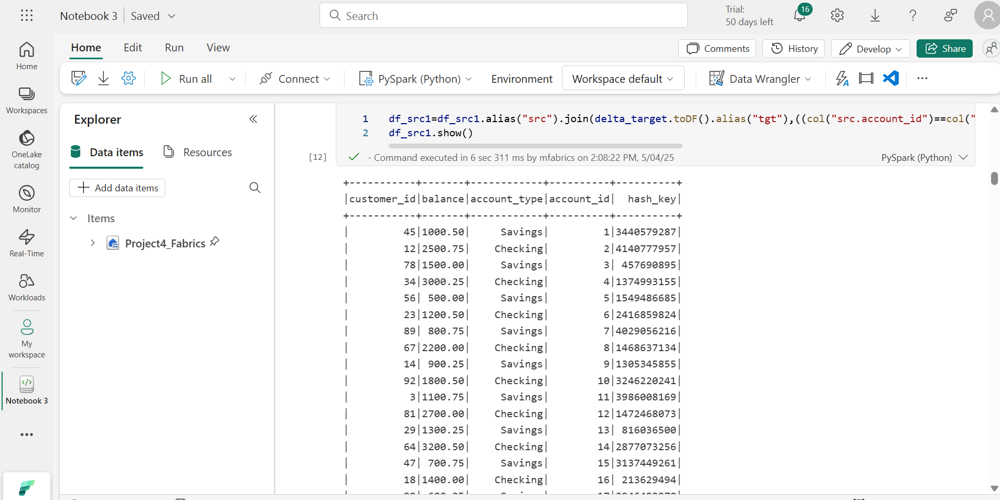 Notebook 3 | Saved
Search
Trial:
50 days left
16
Home
Edit
Run
View
Comments
History
Develop
Share
Run all
Connect
PySpark (Python)
Environment
Workspace default
Data Wrangler
Home
Workspaces
OneLake
catalog
Monitor
Real-Time
Workloads
My
workspace
Notebook 3
Explorer
Data items
Resources
Add data items
Items
Project4_Fabrics
1 df_src1=df_src1.alias("src").join(delta_target.toDF().alias("tgt"),((col("src.account_id")==col("
2 df_src1.show()
[12]
- Command executed in 6 sec 311 ms by mfabrics on 2:08:22 PM, 5/04/25
PySpark (Python)
+-----------+-------+------------+----------+----------+
|customer_id|balance|account_type|account_id|  hash_key|
+-----------+-------+------------+----------+----------+
|         45|1000.50|     Savings|         1|3440579287|
|         12|2500.75|    Checking|         2|4140777957|
|         78|1500.00|     Savings|         3| 457690895|
|         34|3000.25|    Checking|         4|1374993155|
|         56| 500.00|     Savings|         5|1549486685|
|         23|1200.50|    Checking|         6|2416859824|
|         89| 800.75|     Savings|         7|4029056216|
|         67|2200.00|    Checking|         8|1468637134|
|         14| 900.25|     Savings|         9|1305345855|
|         92|1800.50|    Checking|        10|3246220241|
|          3|1100.75|     Savings|        11|3986008169|
|         81|2700.00|    Checking|        12|1472468073|
|         29|1300.25|     Savings|        13| 816036500|
|         64|3200.50|    Checking|        14|2877073256|
|         47| 700.75|     Savings|        15|3137449261|
|         18|1400.00|    Checking|        16| 213629494|